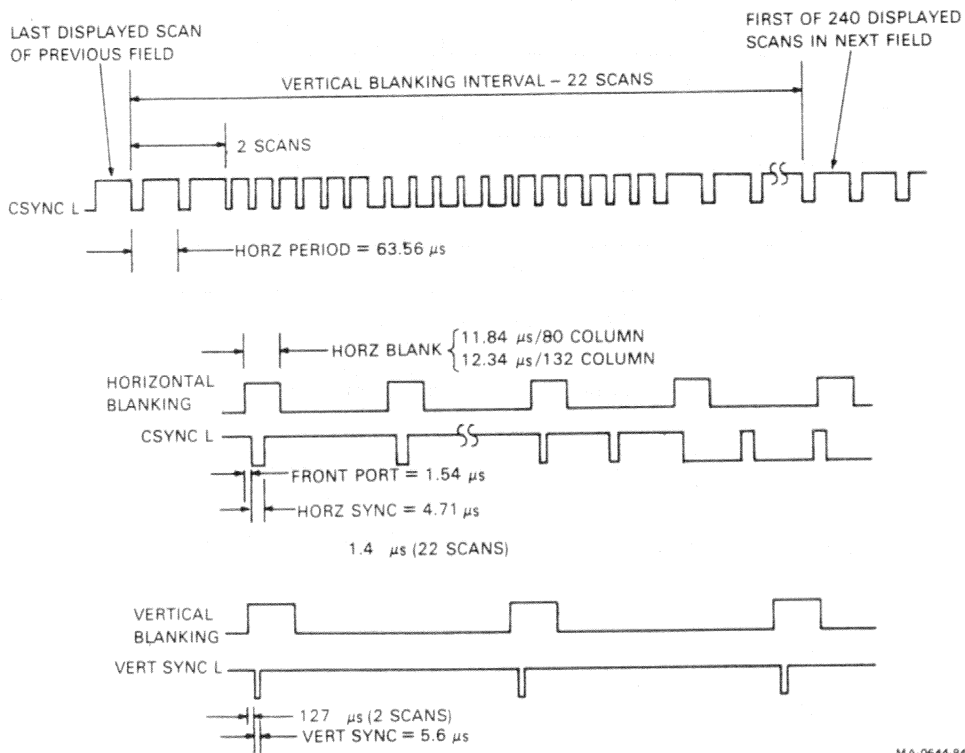 LAST DISPLAYED SCAN
OF PREVIOUS FIELD
FIRST OF 240 DISPLAYED
SCANS IN NEXT FIELD
VERTICAL BLANKING INTERVAL – 22 SCANS
2 SCANS
CSYNC L
HORZ PERIOD = 63.56 µs
HORZ BLANK { 11.84 µs/80 COLUMN
12.34 µs/132 COLUMN
HORIZONTAL
BLANKING
CSYNC L
FRONT PORT = 1.54 µs
HORZ SYNC = 4.71 µs
1.4 µs (22 SCANS)
VERTICAL
BLANKING
VERT SYNC L
127 µs (2 SCANS)
VERT SYNC = 5.6 µs